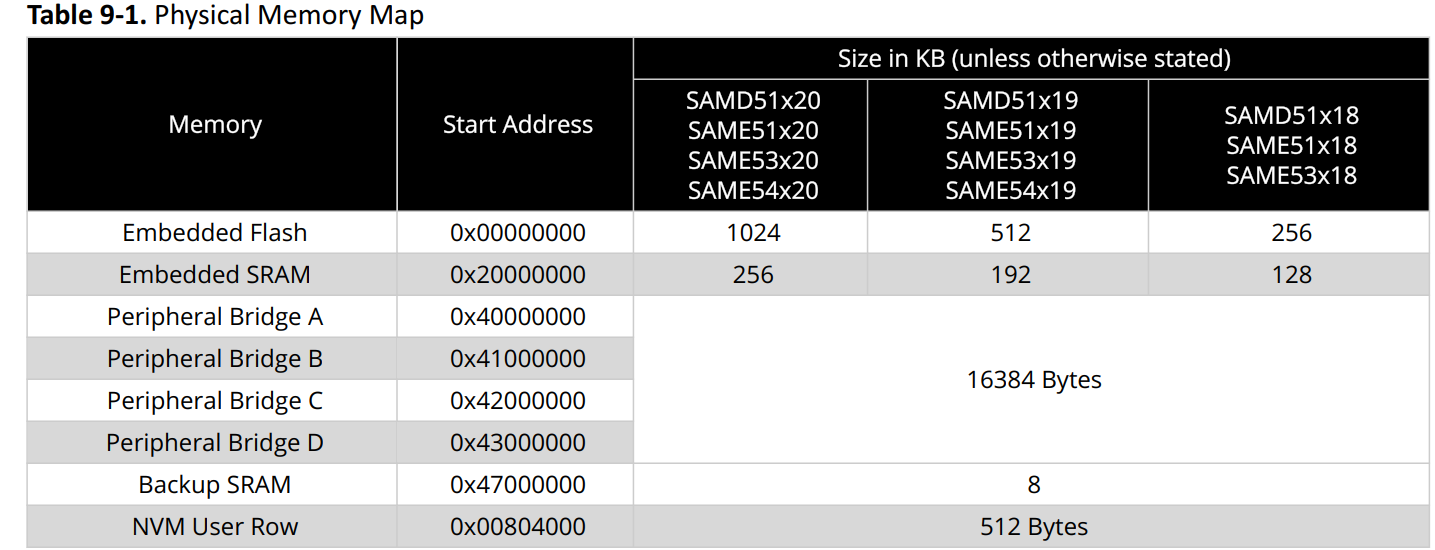 Table 9-1. Physical Memory Map
Memory
Start Address
Size in KB (unless otherwise stated)
SAMD51x20
SAME51x20
SAME53x20
SAME54x20
SAMD51x19
SAME51x19
SAME53x19
SAME54x19
SAMD51x18
SAME51x18
SAME53x18
Embedded Flash 0x00000000 1024 512 256
Embedded SRAM 0x20000000 256 192 128
Peripheral Bridge A 0x40000000
Peripheral Bridge B 0x41000000
16384 Bytes
Peripheral Bridge C 0x42000000
Peripheral Bridge D 0x43000000
Backup SRAM 0x47000000 8
NVM User Row 0x00804000 512 Bytes